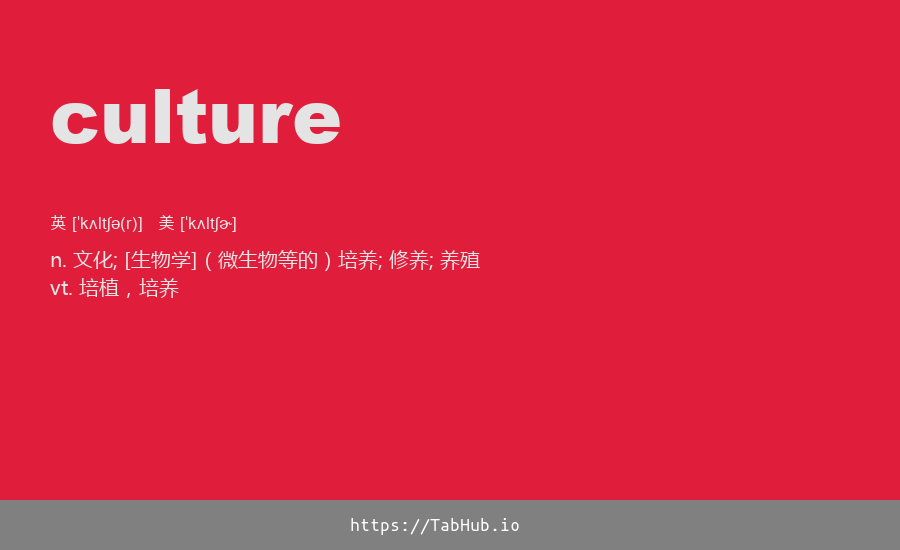 culture
英 [ˈkʌltʃə(r)] 美 [ˈkʌltʃɚ]
n. 文化; [生物学]（微生物等的）培养; 修养; 养殖
vt. 培植，培养
https://TabHub.io